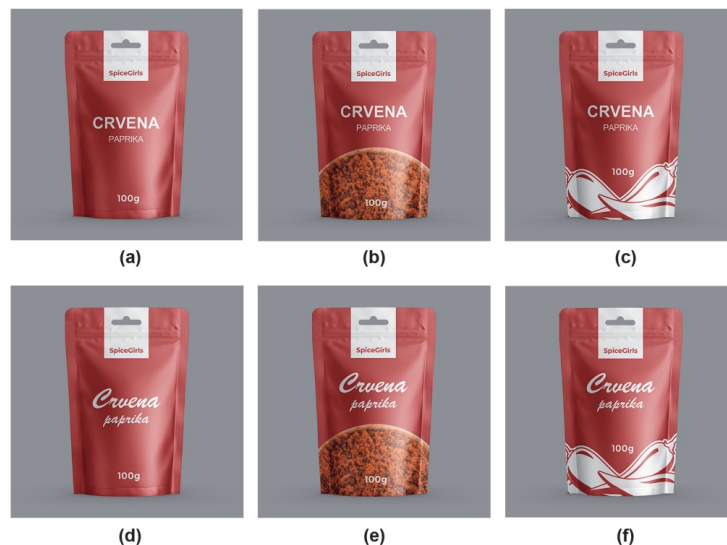 SpiceGirls
CRVENA
PAPRIKA
100g
(a)
SpiceGirls
CRVENA
PAPRIKA
100g
(b)
SpiceGirls
CRVENA
PAPRIKA
100g
(c)
SpiceGirls
Crvena
paprika
100g
(d)
SpiceGirls
Crvena
paprika
100g
(e)
SpiceGirls
Crvena
paprika
100g
(f)